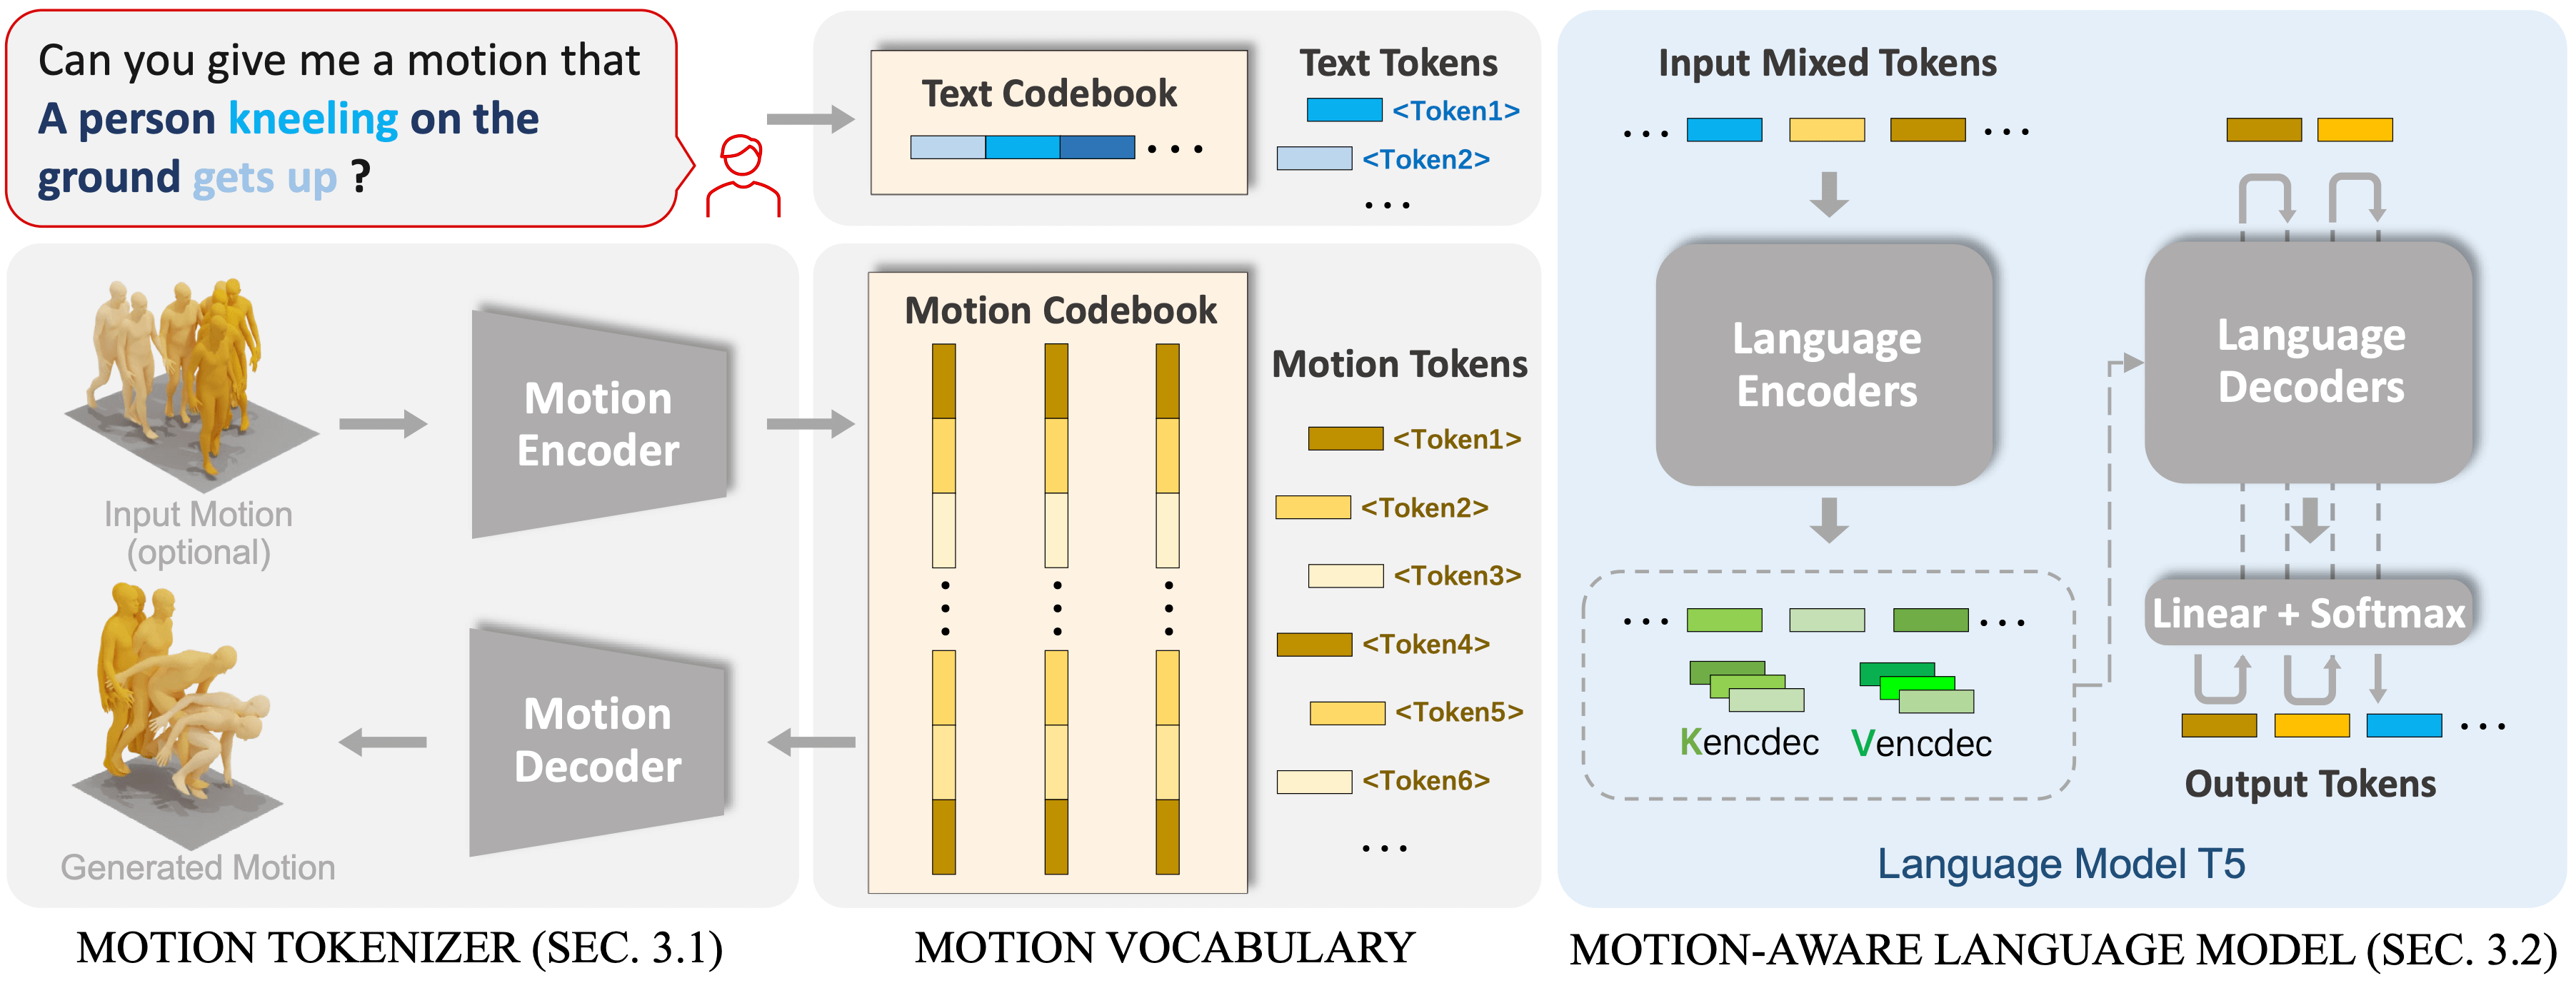 Can you give me a motion that
A person kneeling on the
ground gets up ?
Text Codebook
...
Text Tokens
<Token1>
<Token2>
...
Input Motion
(optional)
Motion
Encoder
Generated Motion
Motion
Decoder
Motion Codebook
Motion Tokens
<Token1>
<Token2>
<Token3>
<Token4>
<Token5>
<Token6>
...
Input Mixed Tokens
... ...
Language
Encoders
... ...
Kencdec Vencdec
Language
Decoders
Linear + Softmax
...
Output Tokens
Language Model T5
MOTION TOKENIZER (SEC. 3.1)
MOTION VOCABULARY
MOTION-AWARE LANGUAGE MODEL (SEC. 3.2)